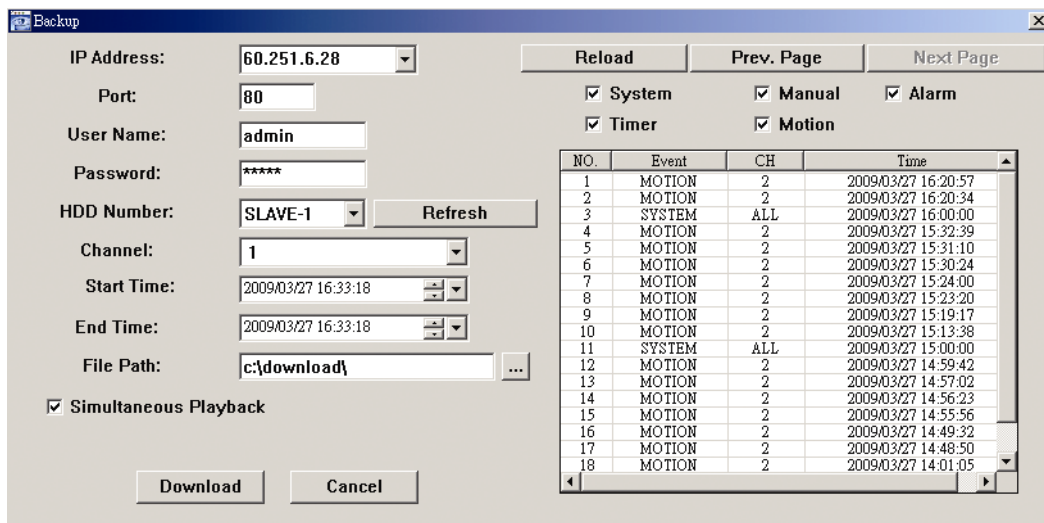 Backup
IP Address: 60.251.6.28
Port: 80
User Name: admin
Password: *****
HDD Number: SLAVE-1 Refresh
Channel: 1
Start Time: 2009/03/27 16:33:18
End Time: 2009/03/27 16:33:18
File Path: c:\download\ ...
Simultaneous Playback
Download Cancel
Reload Prev. Page Next Page
System Manual Alarm
Timer Motion
NO. Event CH Time
1 MOTION 2 2009/03/27 16:20:57
2 MOTION 2 2009/03/27 16:20:34
3 SYSTEM ALL 2009/03/27 16:00:00
4 MOTION 2 2009/03/27 15:32:39
5 MOTION 2 2009/03/27 15:31:10
6 MOTION 2 2009/03/27 15:30:24
7 MOTION 2 2009/03/27 15:24:00
8 MOTION 2 2009/03/27 15:23:20
9 MOTION 2 2009/03/27 15:19:17
10 MOTION 2 2009/03/27 15:13:38
11 SYSTEM ALL 2009/03/27 15:00:00
12 MOTION 2 2009/03/27 14:59:42
13 MOTION 2 2009/03/27 14:57:02
14 MOTION 2 2009/03/27 14:56:23
15 MOTION 2 2009/03/27 14:55:56
16 MOTION 2 2009/03/27 14:49:32
17 MOTION 2 2009/03/27 14:48:50
18 MOTION 2 2009/03/27 14:01:05